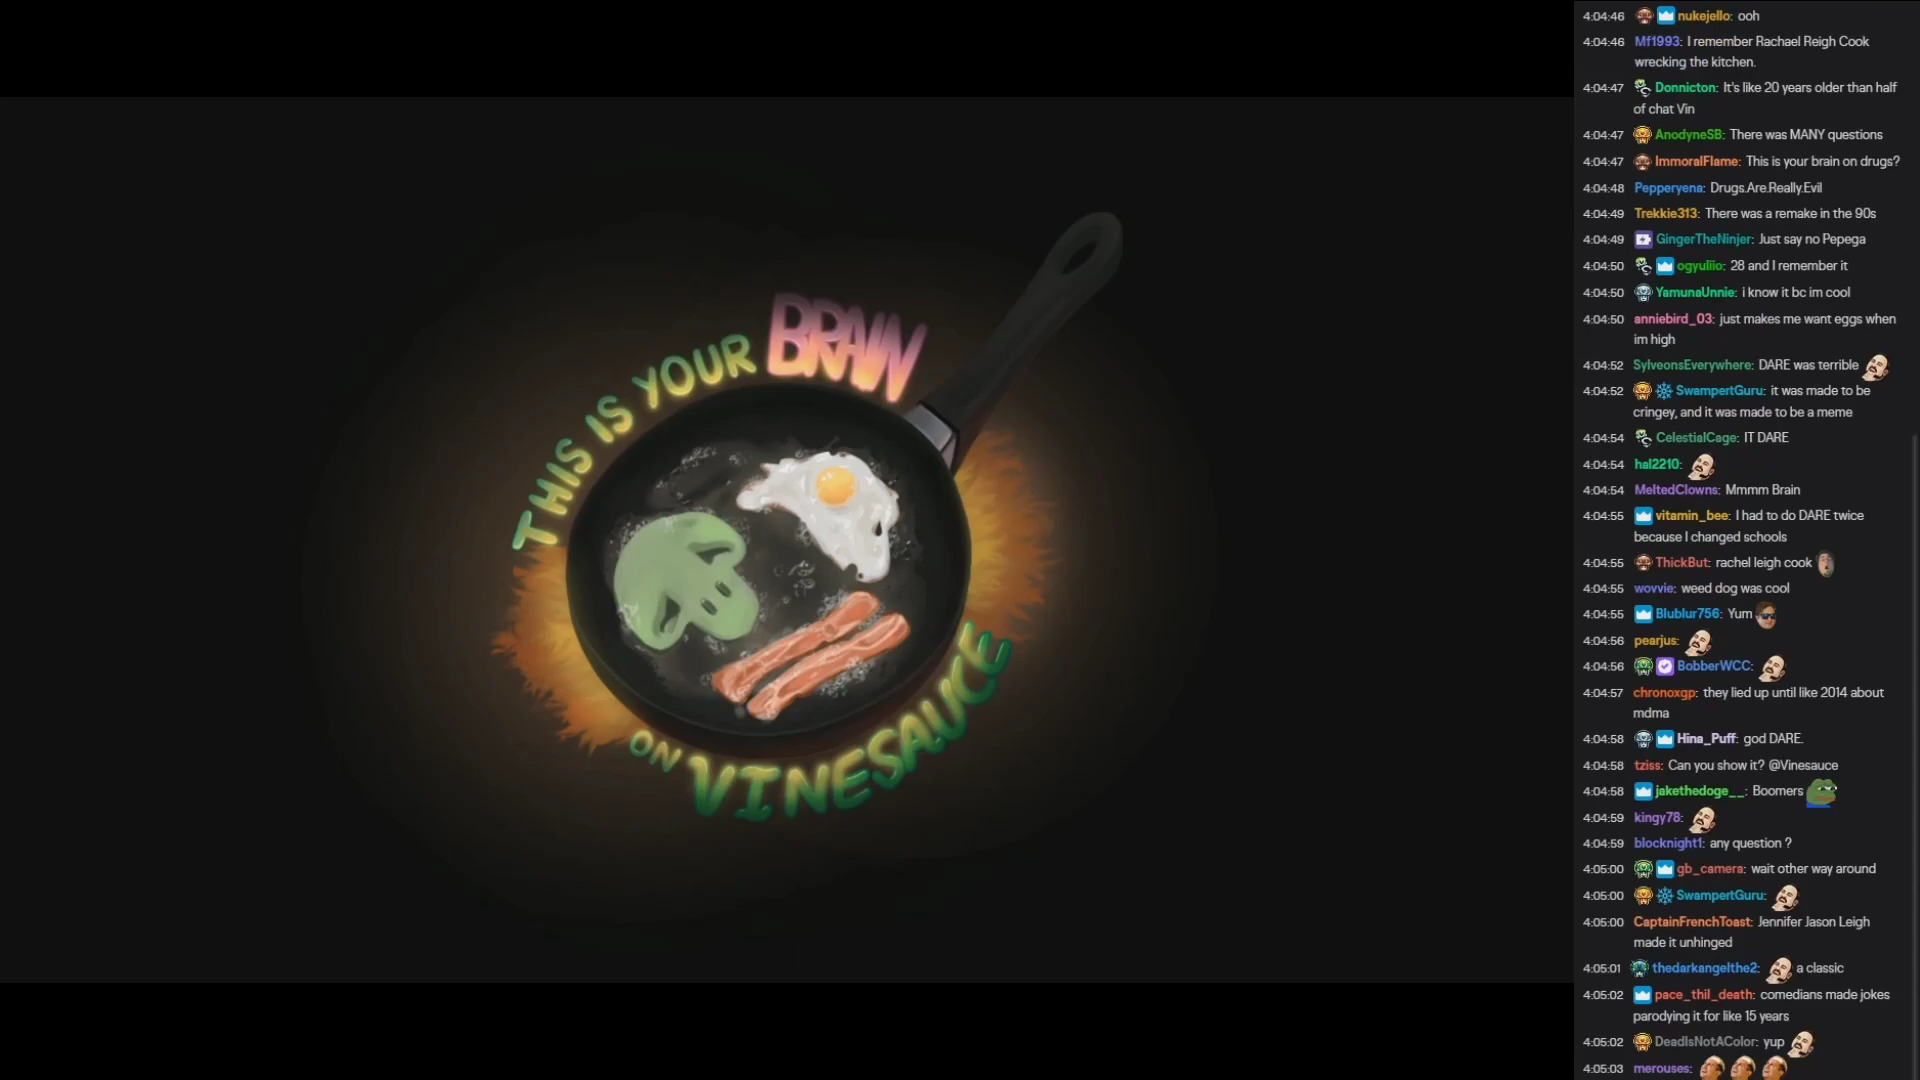 THIS IS YOUR BRAIN
ON VINESAUCE
4:04:46 nukejello: ooh
4:04:46 Mf1993: I remember Rachael Reigh Cook
wrecking the kitchen.
4:04:47 Donnicton: It's like 20 years older than half
of chat Vin
4:04:47 AnodyneSB: There was MANY questions
4:04:47 ImmoralFlame: This is your brain on drugs?
4:04:48 Pepperyena: Drugs.Are.Really.Evil
4:04:49 Trekkie313: There was a remake in the 90s
4:04:49 GingerTheNinjer: Just say no Pepega
4:04:50 ogyuliio: 28 and I remember it
4:04:50 YamunaUnnie: i know it bc im cool
4:04:50 anniebird_03: just makes me want eggs when
im high
4:04:52 SylveonsEverywhere: DARE was terrible
4:04:52 SwampertGuru: it was made to be
cringey, and it was made to be a meme
4:04:54 CelestialCage: IT DARE
4:04:54 hal2210:
4:04:54 MeltedClowns: Mmmm Brain
4:04:55 vitamin_bee: I had to do DARE twice
because I changed schools
4:04:55 ThickBut: rachel leigh cook
4:04:55 wovvie: weed dog was cool
4:04:55 Blublur756: Yum
4:04:56 pearjus:
4:04:56 BobberWCC:
4:04:57 chronoxgp: they lied up until like 2014 about
mdma
4:04:58 Hina_Puff: god DARE.
4:04:58 tziss: Can you show it? @Vinesauce
4:04:58 jakethedoge__: Boomers
4:04:59 kingy78:
4:04:59 blocknight1: any question ?
4:05:00 gb_camera: wait other way around
4:05:00 SwampertGuru:
4:05:00 CaptainFrenchToast: Jennifer Jason Leigh
made it unhinged
4:05:01 thedarkangelthe2: a classic
4:05:02 pace_thil_death: comedians made jokes
parodying it for like 15 years
4:05:02 DeadIsNotAColor: yup
4:05:03 merouses: